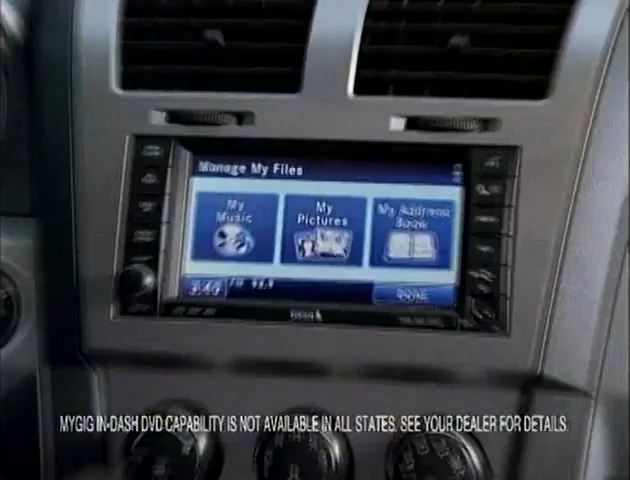 Manage My Files
My
Music
My
Pictures
My Address
Book
DONE
MYGIG IN-DASH DVD CAPABILITY IS NOT AVAILABLE IN ALL STATES. SEE YOUR DEALER FOR DETAILS.